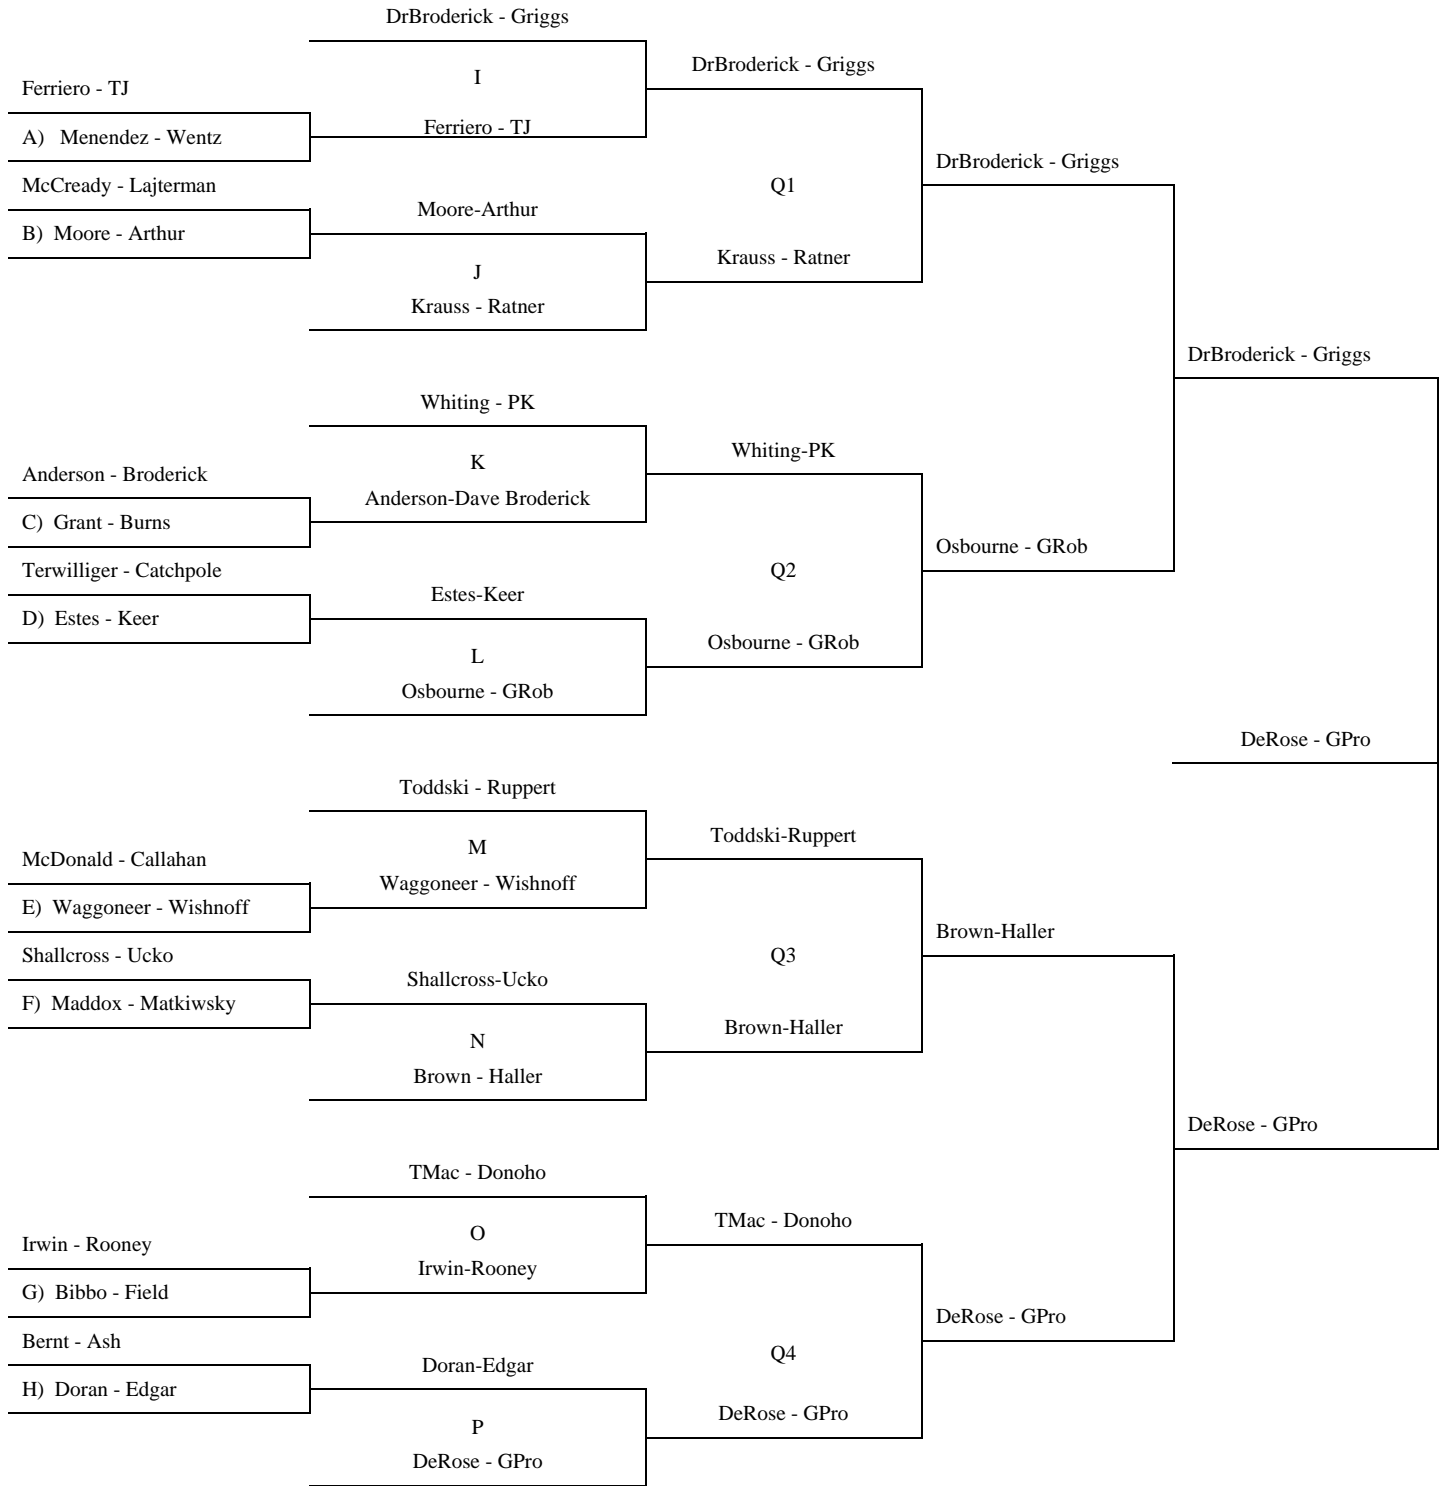 DrBroderick - Griggs
DrBroderick - Griggs
I
Ferriero - TJ
Ferriero - TJ
A) Menendez - Wentz
DrBroderick - Griggs
McCready - Lajterman
Q1
Moore-Arthur
B) Moore - Arthur
Krauss - Ratner
J
Krauss - Ratner
DrBroderick - Griggs
Whiting - PK
Whiting-PK
K
Anderson - Broderick
Anderson-Dave Broderick
C) Grant - Burns
Osbourne - GRob
Terwilliger - Catchpole
Q2
Estes-Keer
D) Estes - Keer
Osbourne - GRob
L
Osbourne - GRob
DeRose - GPro
Toddski - Ruppert
Toddski-Ruppert
M
McDonald - Callahan
Waggoneer - Wishnoff
E) Waggoneer - Wishnoff
Brown-Haller
Shallcross - Ucko
Q3
Shallcross-Ucko
F) Maddox - Matkiwsky
Brown-Haller
N
Brown - Haller
DeRose - GPro
TMac - Donoho
TMac - Donoho
O
Irwin - Rooney
Irwin-Rooney
G) Bibbo - Field
DeRose - GPro
Bernt - Ash
Q4
Doran-Edgar
H) Doran - Edgar
DeRose - GPro
P
DeRose - GPro